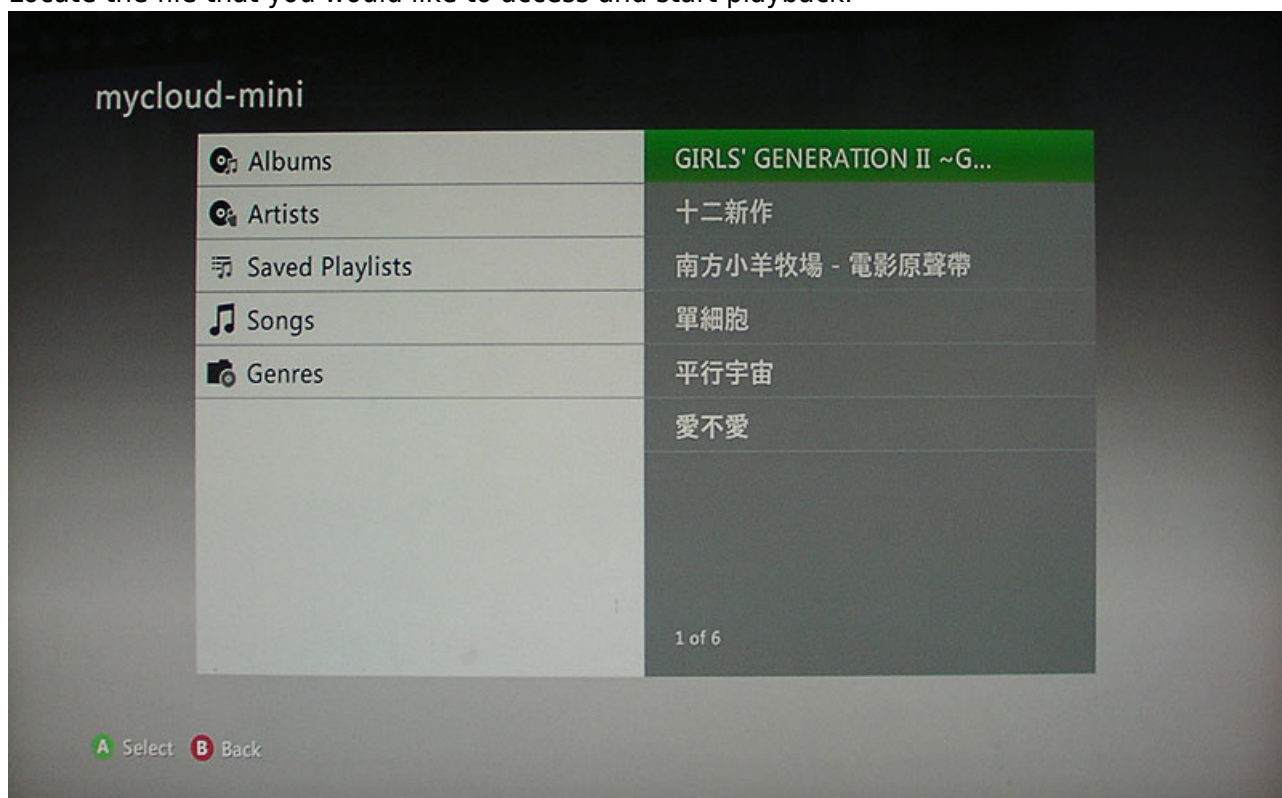 Locate the file that you would like to access and start playback.
mycloud-mini
Albums
Artists
Saved Playlists
Songs
Genres
GIRLS' GENERATION II ~G...
十二新作
南方小羊牧場 - 電影原聲帶
單細胞
平行宇宙
愛不愛
1 of 6
A Select B Back